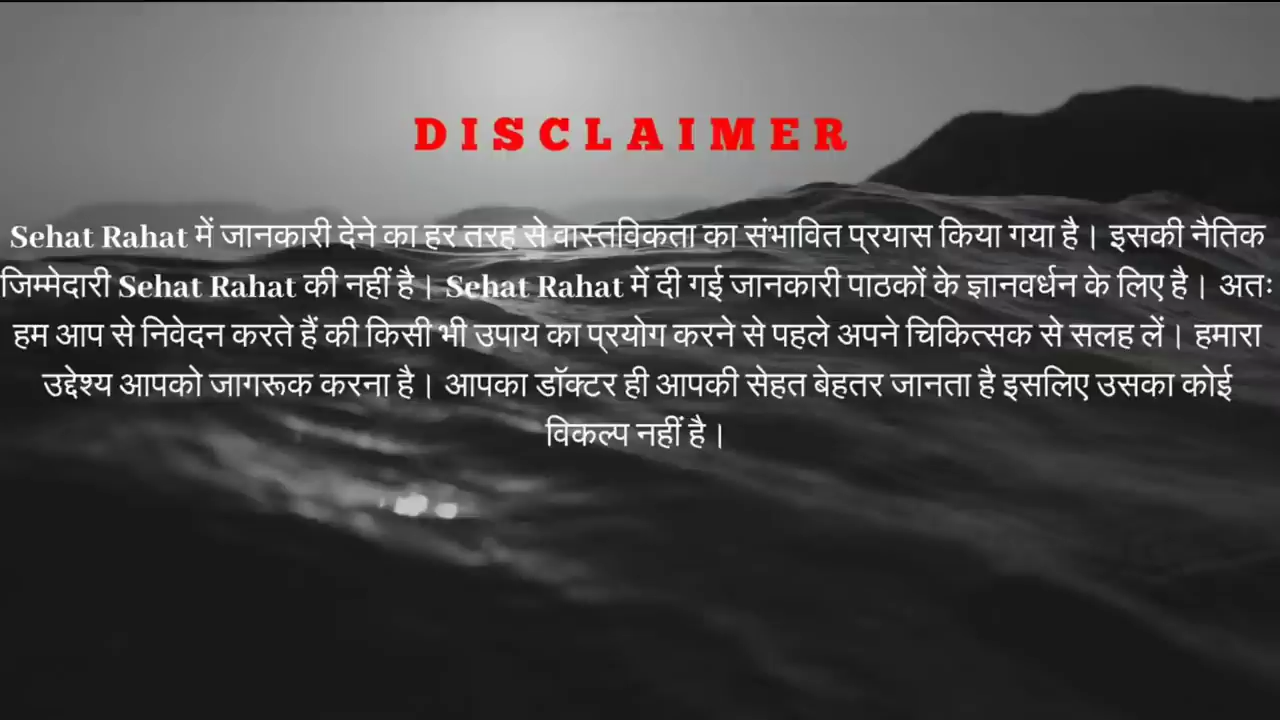 DISCLAIMER
Sehat Rahat में जानकारी देने का हर तरह से वास्तविकता का संभावित प्रयास किया गया है। इसकी नैतिक
जिम्मेदारी Sehat Rahat की नहीं है। Sehat Rahat में दी गई जानकारी पाठकों के ज्ञानवर्धन के लिए है। अतः
हम आप से निवेदन करते हैं की किसी भी उपाय का प्रयोग करने से पहले अपने चिकित्सक से सलह लें। हमारा
उद्देश्य आपको जागरूक करना है। आपका डॉक्टर ही आपकी सेहत बेहतर जानता है इसलिए उसका कोई
विकल्प नहीं है।